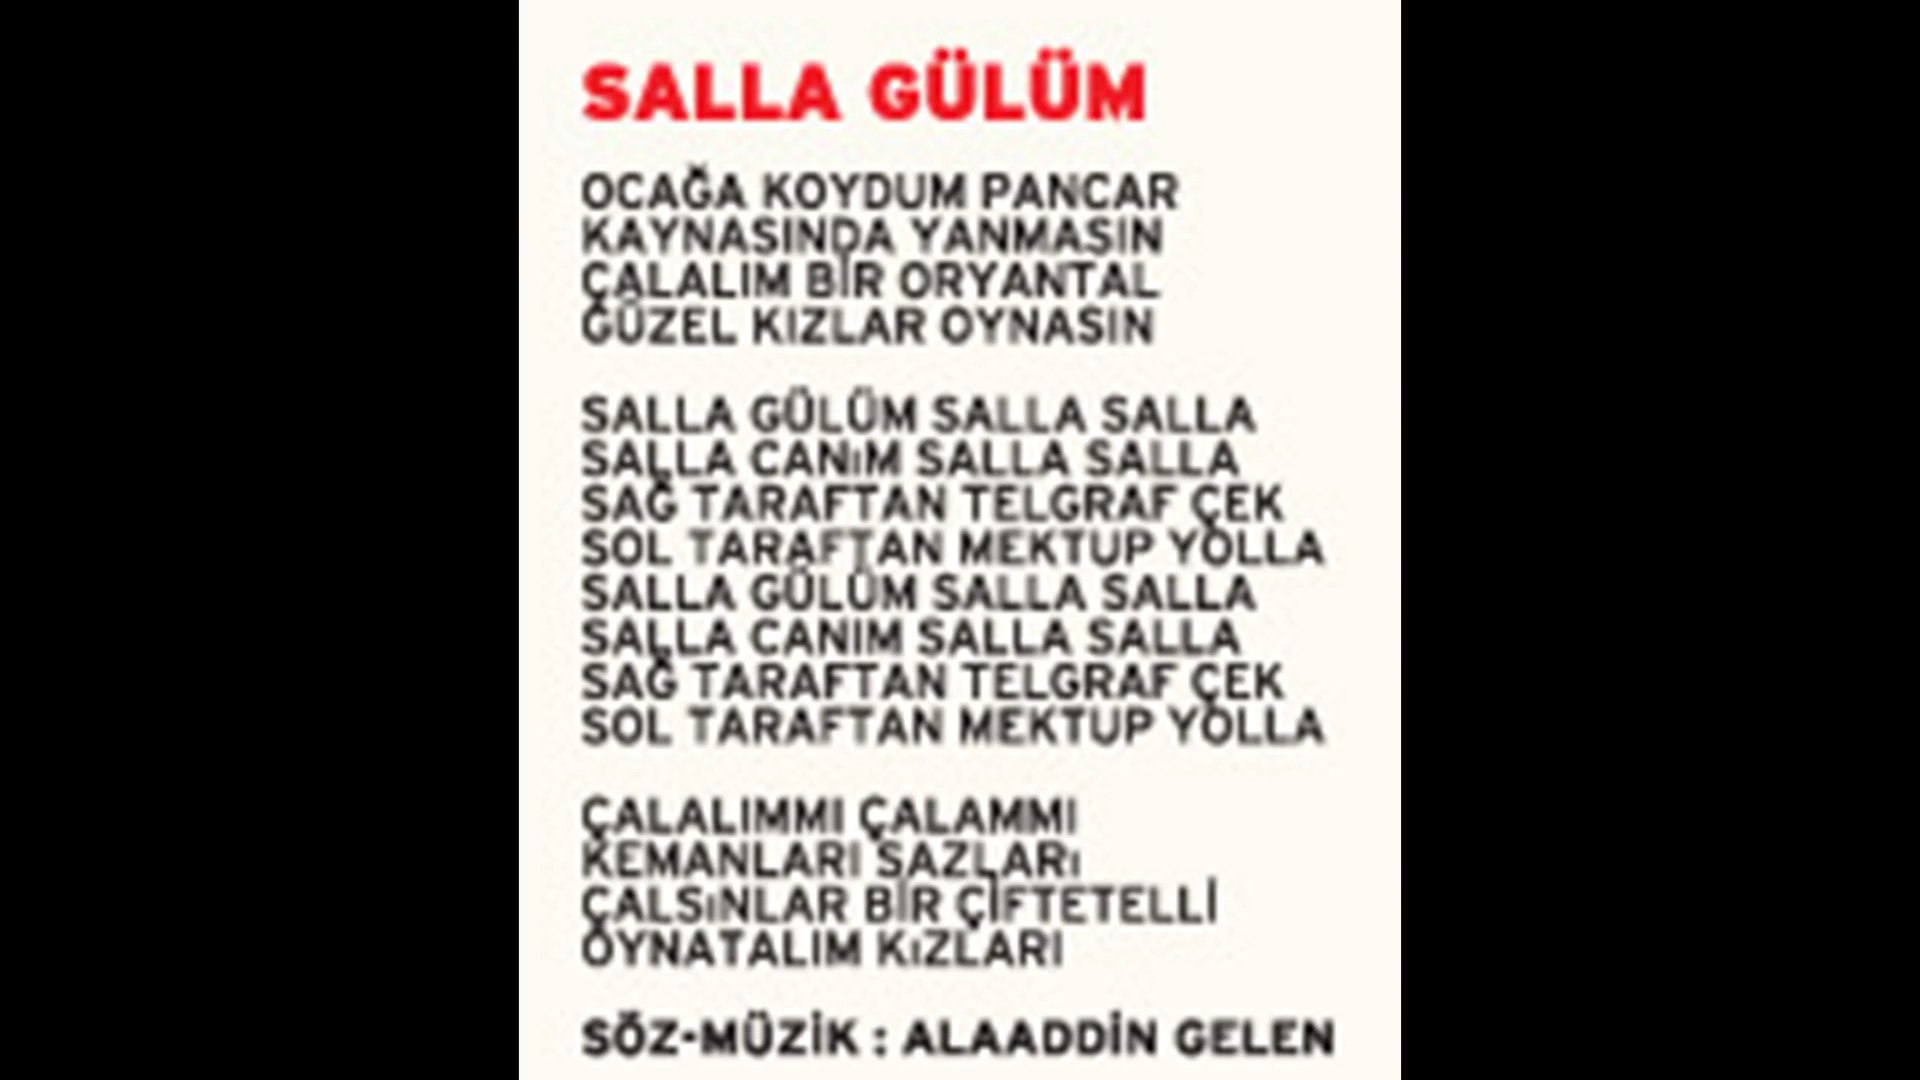 SALLA GÜLÜM
OCAĞA KOYDUM PANCAR
KAYNASINDA YANMASIN
ÇALALIM BİR ORYANTAL
GÜZEL KIZLAR OYNASIN
SALLA GÜLÜM SALLA SALLA
SALLA CANıM SALLA SALLA
SAĞ TARAFTAN TELGRAF ÇEK
SOL TARAFTAN MEKTUP YOLLA
SALLA GÜLÜM SALLA SALLA
SALLA CANIM SALLA SALLA
SAĞ TARAFTAN TELGRAF ÇEK
SOL TARAFTAN MEKTUP YOLLA
ÇALALIMMI ÇALAMMI
KEMANLARI SAZLARı
ÇALSıNLAR BİR ÇİFTETELLİ
OYNATALIM KıZLARI
SÖZ-MÜZİK : ALAADDİN GELEN